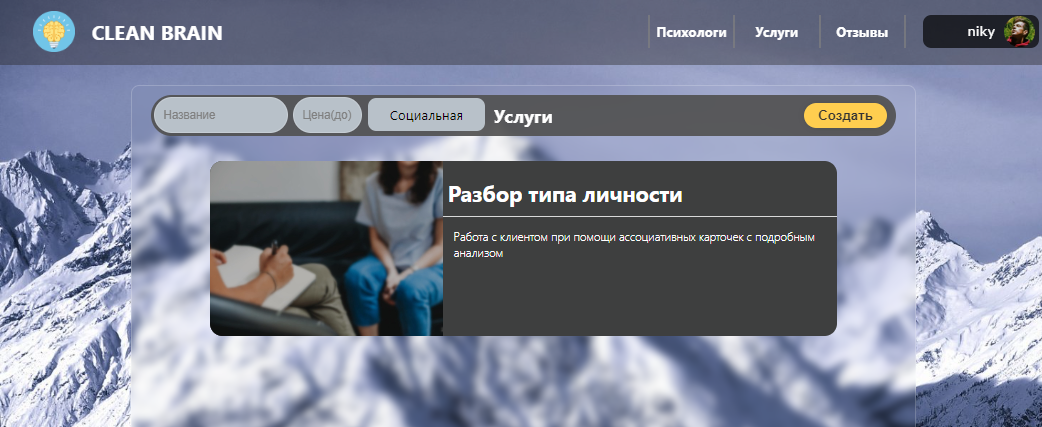 CLEAN BRAIN
Психологи
Услуги
Отзывы
niky
Название
Цена(до)
Социальная
Услуги
Создать
Разбор типа личности
Работа с клиентом при помощи ассоциативных карточек с подробным
анализом